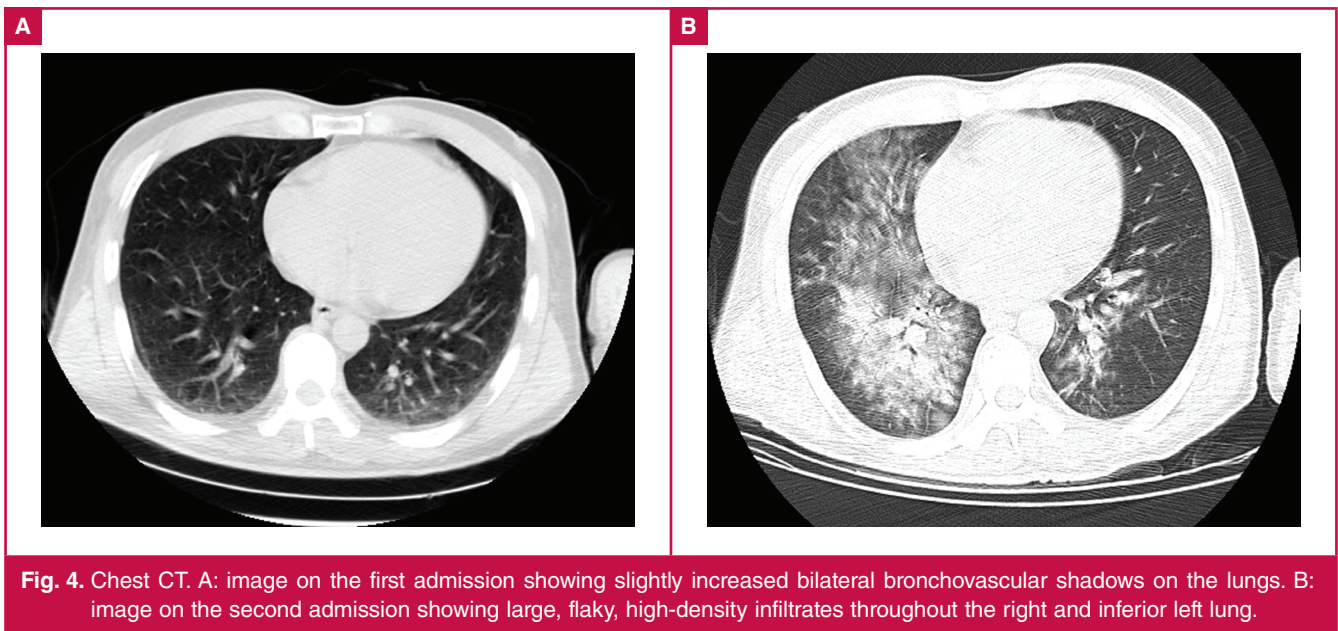 A
B
Fig. 4. Chest CT. A: image on the first admission showing slightly increased bilateral bronchovascular shadows on the lungs. B:
image on the second admission showing large, flaky, high-density infiltrates throughout the right and inferior left lung.